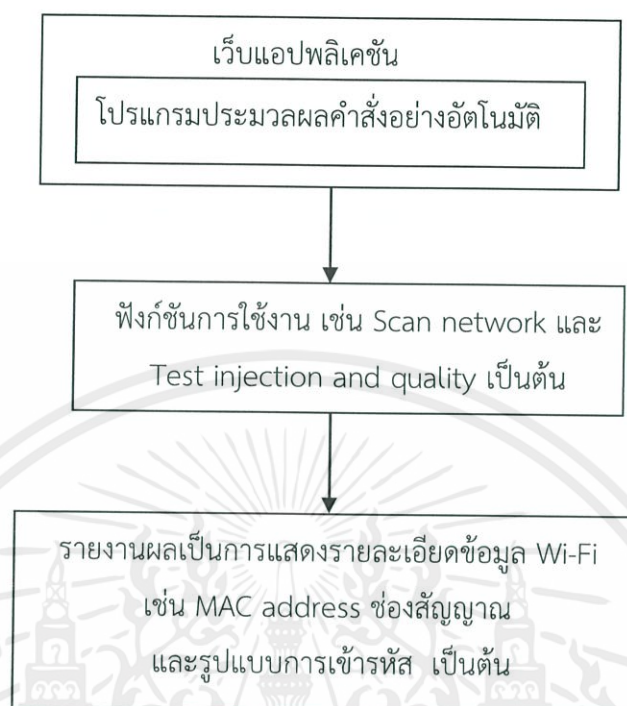 เว็บแอปพลิเคชัน
โปรแกรมประมวลผลคำสั่งอย่างอัตโนมัติ
ฟังก์ชันการใช้งาน เช่น Scan network และ
Test injection and quality เป็นต้น
รายงานผลเป็นการแสดงรายละเอียดข้อมูล Wi-Fi
เช่น MAC address ช่องสัญญาณ
และรูปแบบการเข้ารหัส เป็นต้น